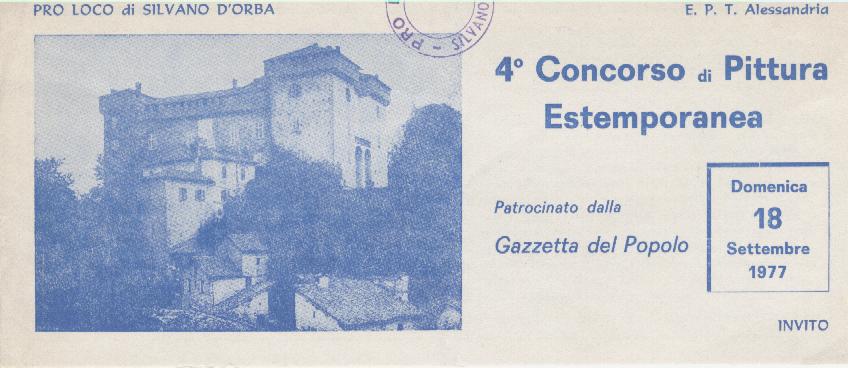 PRO LOCO di SILVANO D'ORBA
E. P. T. Alessandria
PRO
SILVANO
4° Concorso di Pittura
Estemporanea
Patrocinato dalla
Gazzetta del Popolo
Domenica
18
Settembre
1977
INVITO